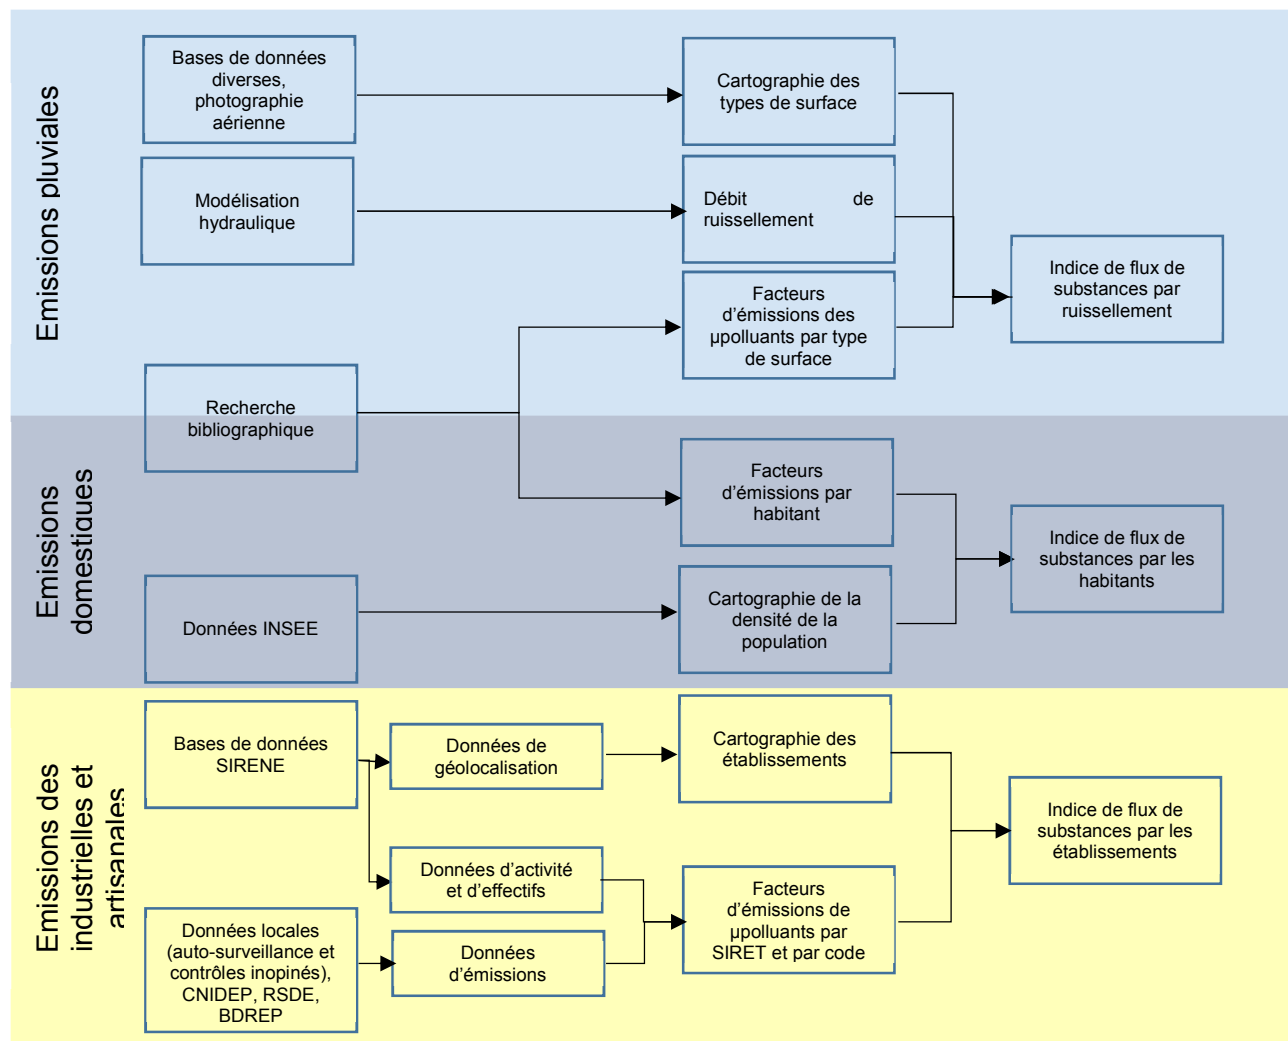 Emissions pluviales
Bases de données
diverses,
photographie
aérienne
Cartographie des
types de surface
Modélisation
hydraulique
Débit de
ruissellement
Indice de flux de
substances par
ruissellement
Facteurs
d'émissions des
µpolluants par type
de surface
Recherche
bibliographique
Emissions
domestiques
Facteurs
d'émissions par
habitant
Indice de flux de
substances par les
habitants
Données INSEE
Cartographie de la
densité de la
population
Emissions des
industrielles et
artisanales
Bases de données
SIRENE
Données de
géolocalisation
Cartographie des
établissements
Indice de flux de
substances par les
établissements
Données d'activité
et d'effectifs
Facteurs
d'émissions de
µpolluants par
SIRET et par code
Données locales
(auto-surveillance et
contrôles inopinés),
CNIDEP, RSDE,
BDREP
Données
d'émissions